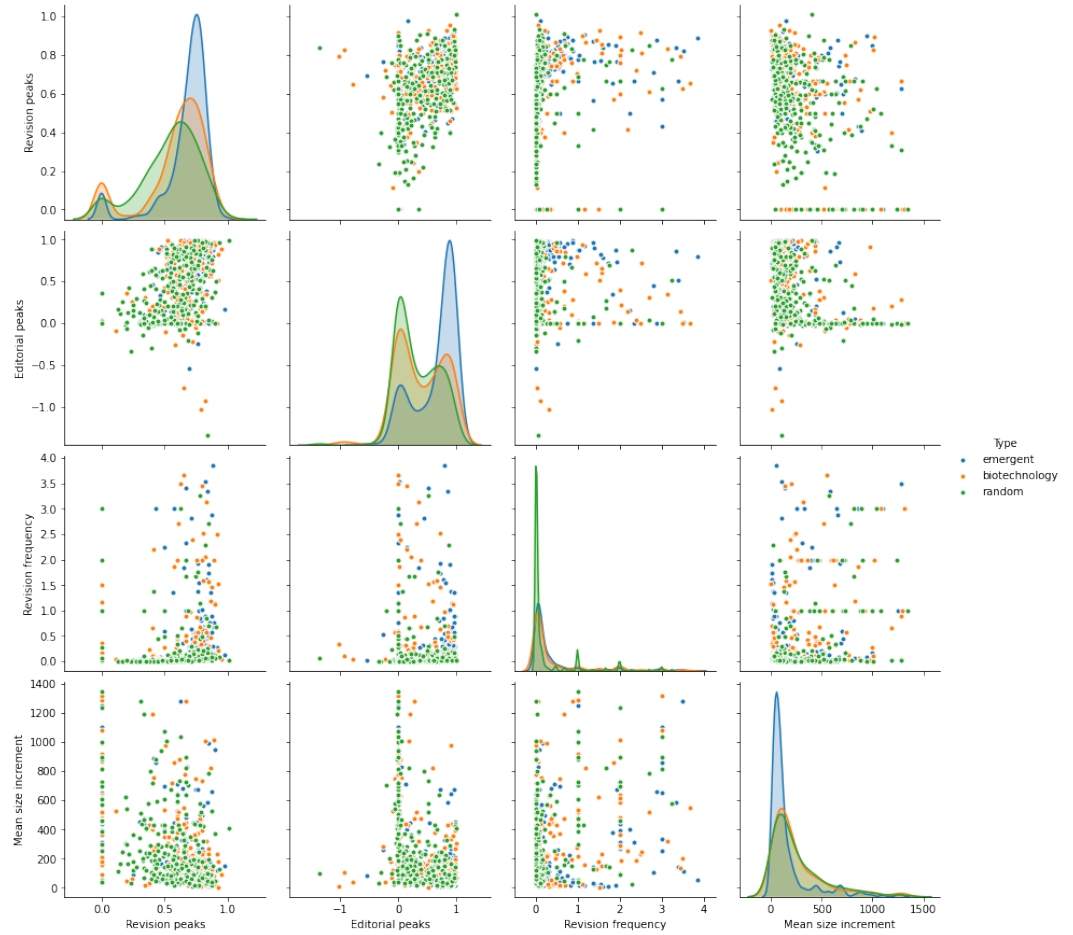 Revision peaks
1.0
0.8
0.6
0.4
0.2
0.0
Editorial peaks
1.0
0.5
0.0
−0.5
−1.0
Type
emergent
biotechnology
random
Revision frequency
4.0
3.5
3.0
2.5
2.0
1.5
1.0
0.5
0.0
Mean size increment
1400
1200
1000
800
600
400
200
0
0.0 0.5 1.0
−1 0 1
0 1 2 3 4
0 500 1000 1500
Revision peaks
Editorial peaks
Revision frequency
Mean size increment